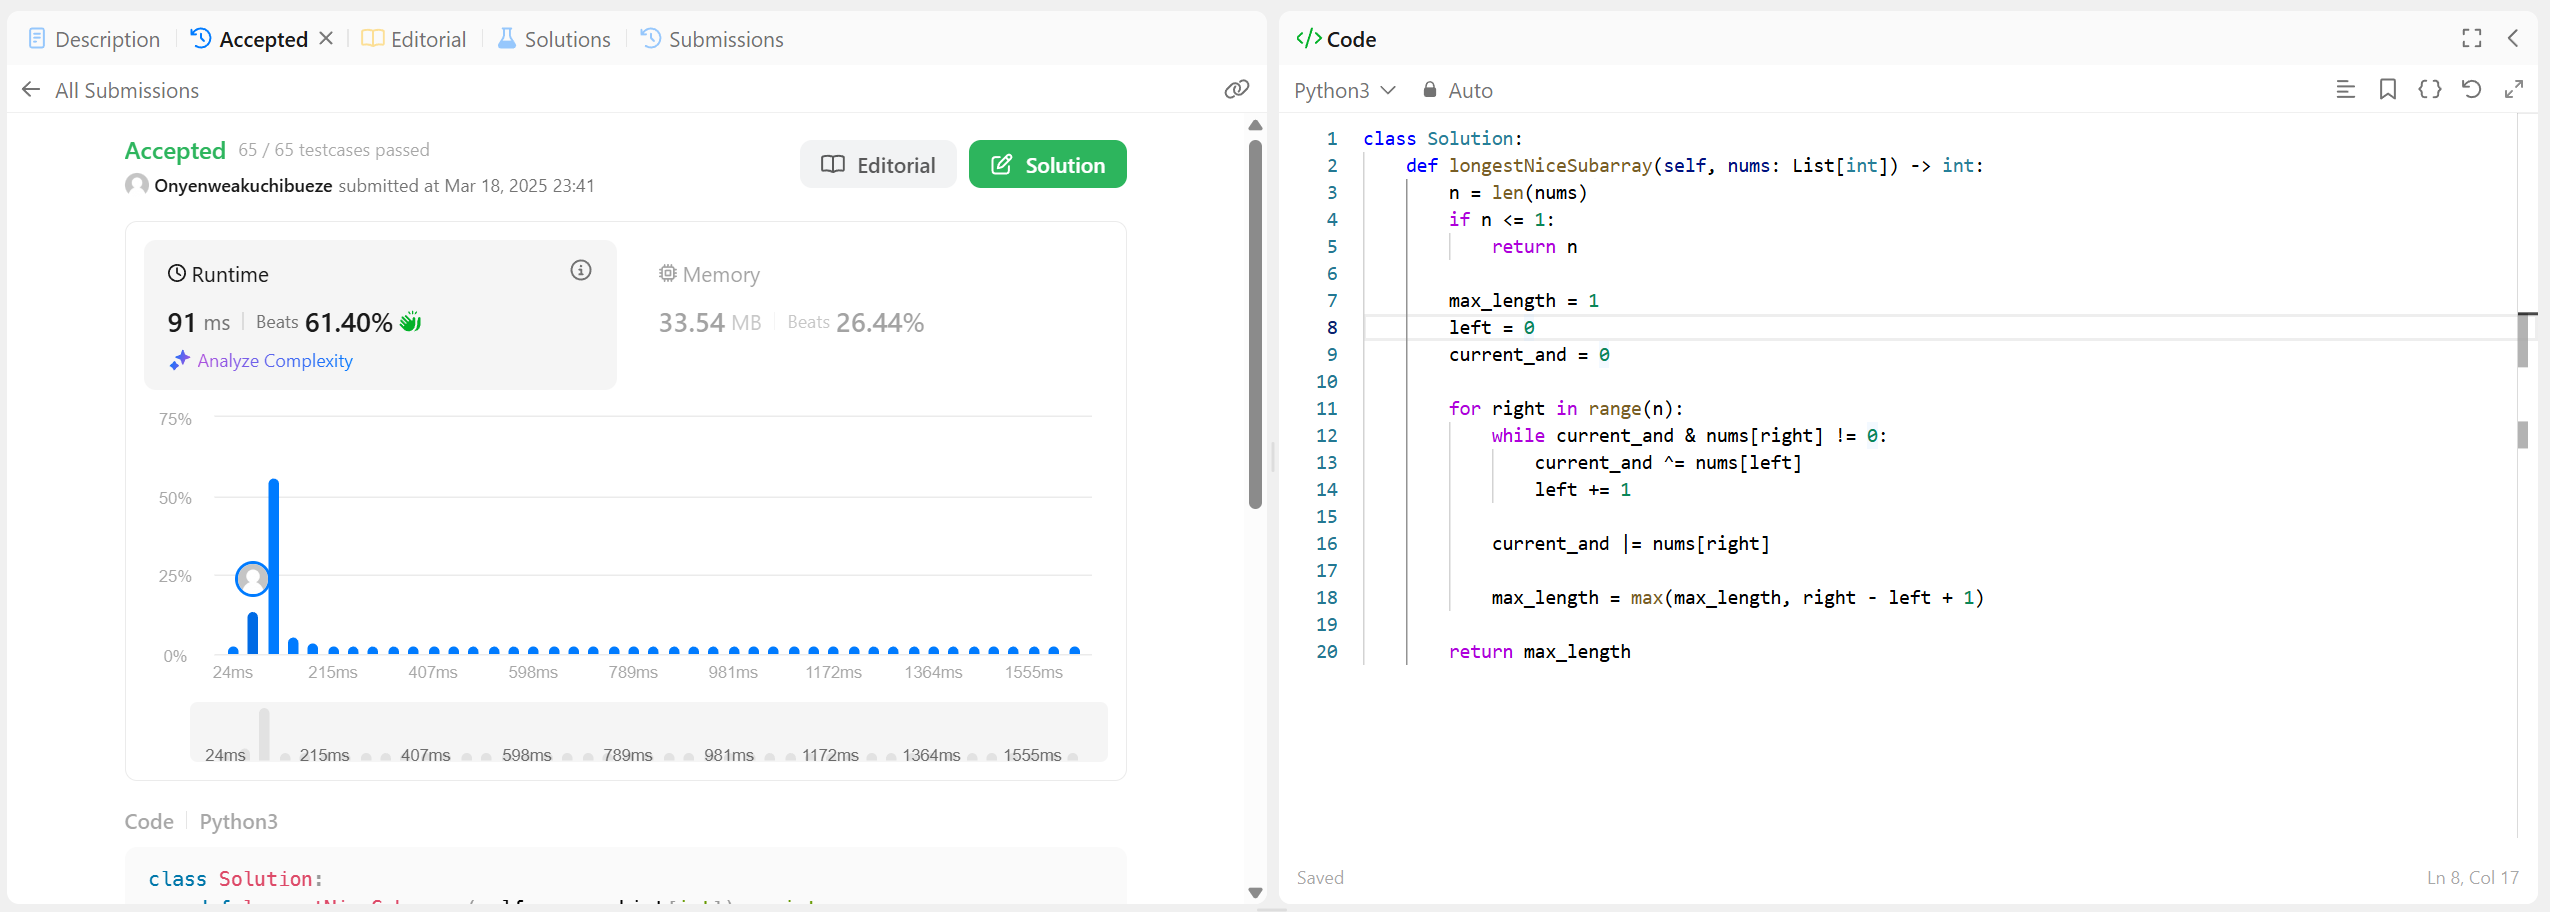 Description Accepted Editorial Solutions Submissions
All Submissions
Accepted 65 / 65 testcases passed
Onyenweakuchibueze submitted at Mar 18, 2025 23:41
Editorial
Solution
Runtime
91 ms Beats 61.40%
Analyze Complexity
Memory
33.54 MB Beats 26.44%
75%
50%
25%
0%
24ms 215ms 407ms 598ms 789ms 981ms 1172ms 1364ms 1555ms
24ms 215ms 407ms 598ms 789ms 981ms 1172ms 1364ms 1555ms
Code Python3
class Solution:
</> Code
Python3 Auto
1 class Solution:
2 def longestNiceSubarray(self, nums: List[int]) -> int:
3 n = len(nums)
4 if n <= 1:
5 return n
6
7 max_length = 1
8 left = 0
9 current_and = 0
10
11 for right in range(n):
12 while current_and & nums[right] != 0:
13 current_and ^= nums[left]
14 left += 1
15
16 current_and |= nums[right]
17
18 max_length = max(max_length, right - left + 1)
19
20 return max_length
Saved
Ln 8, Col 17